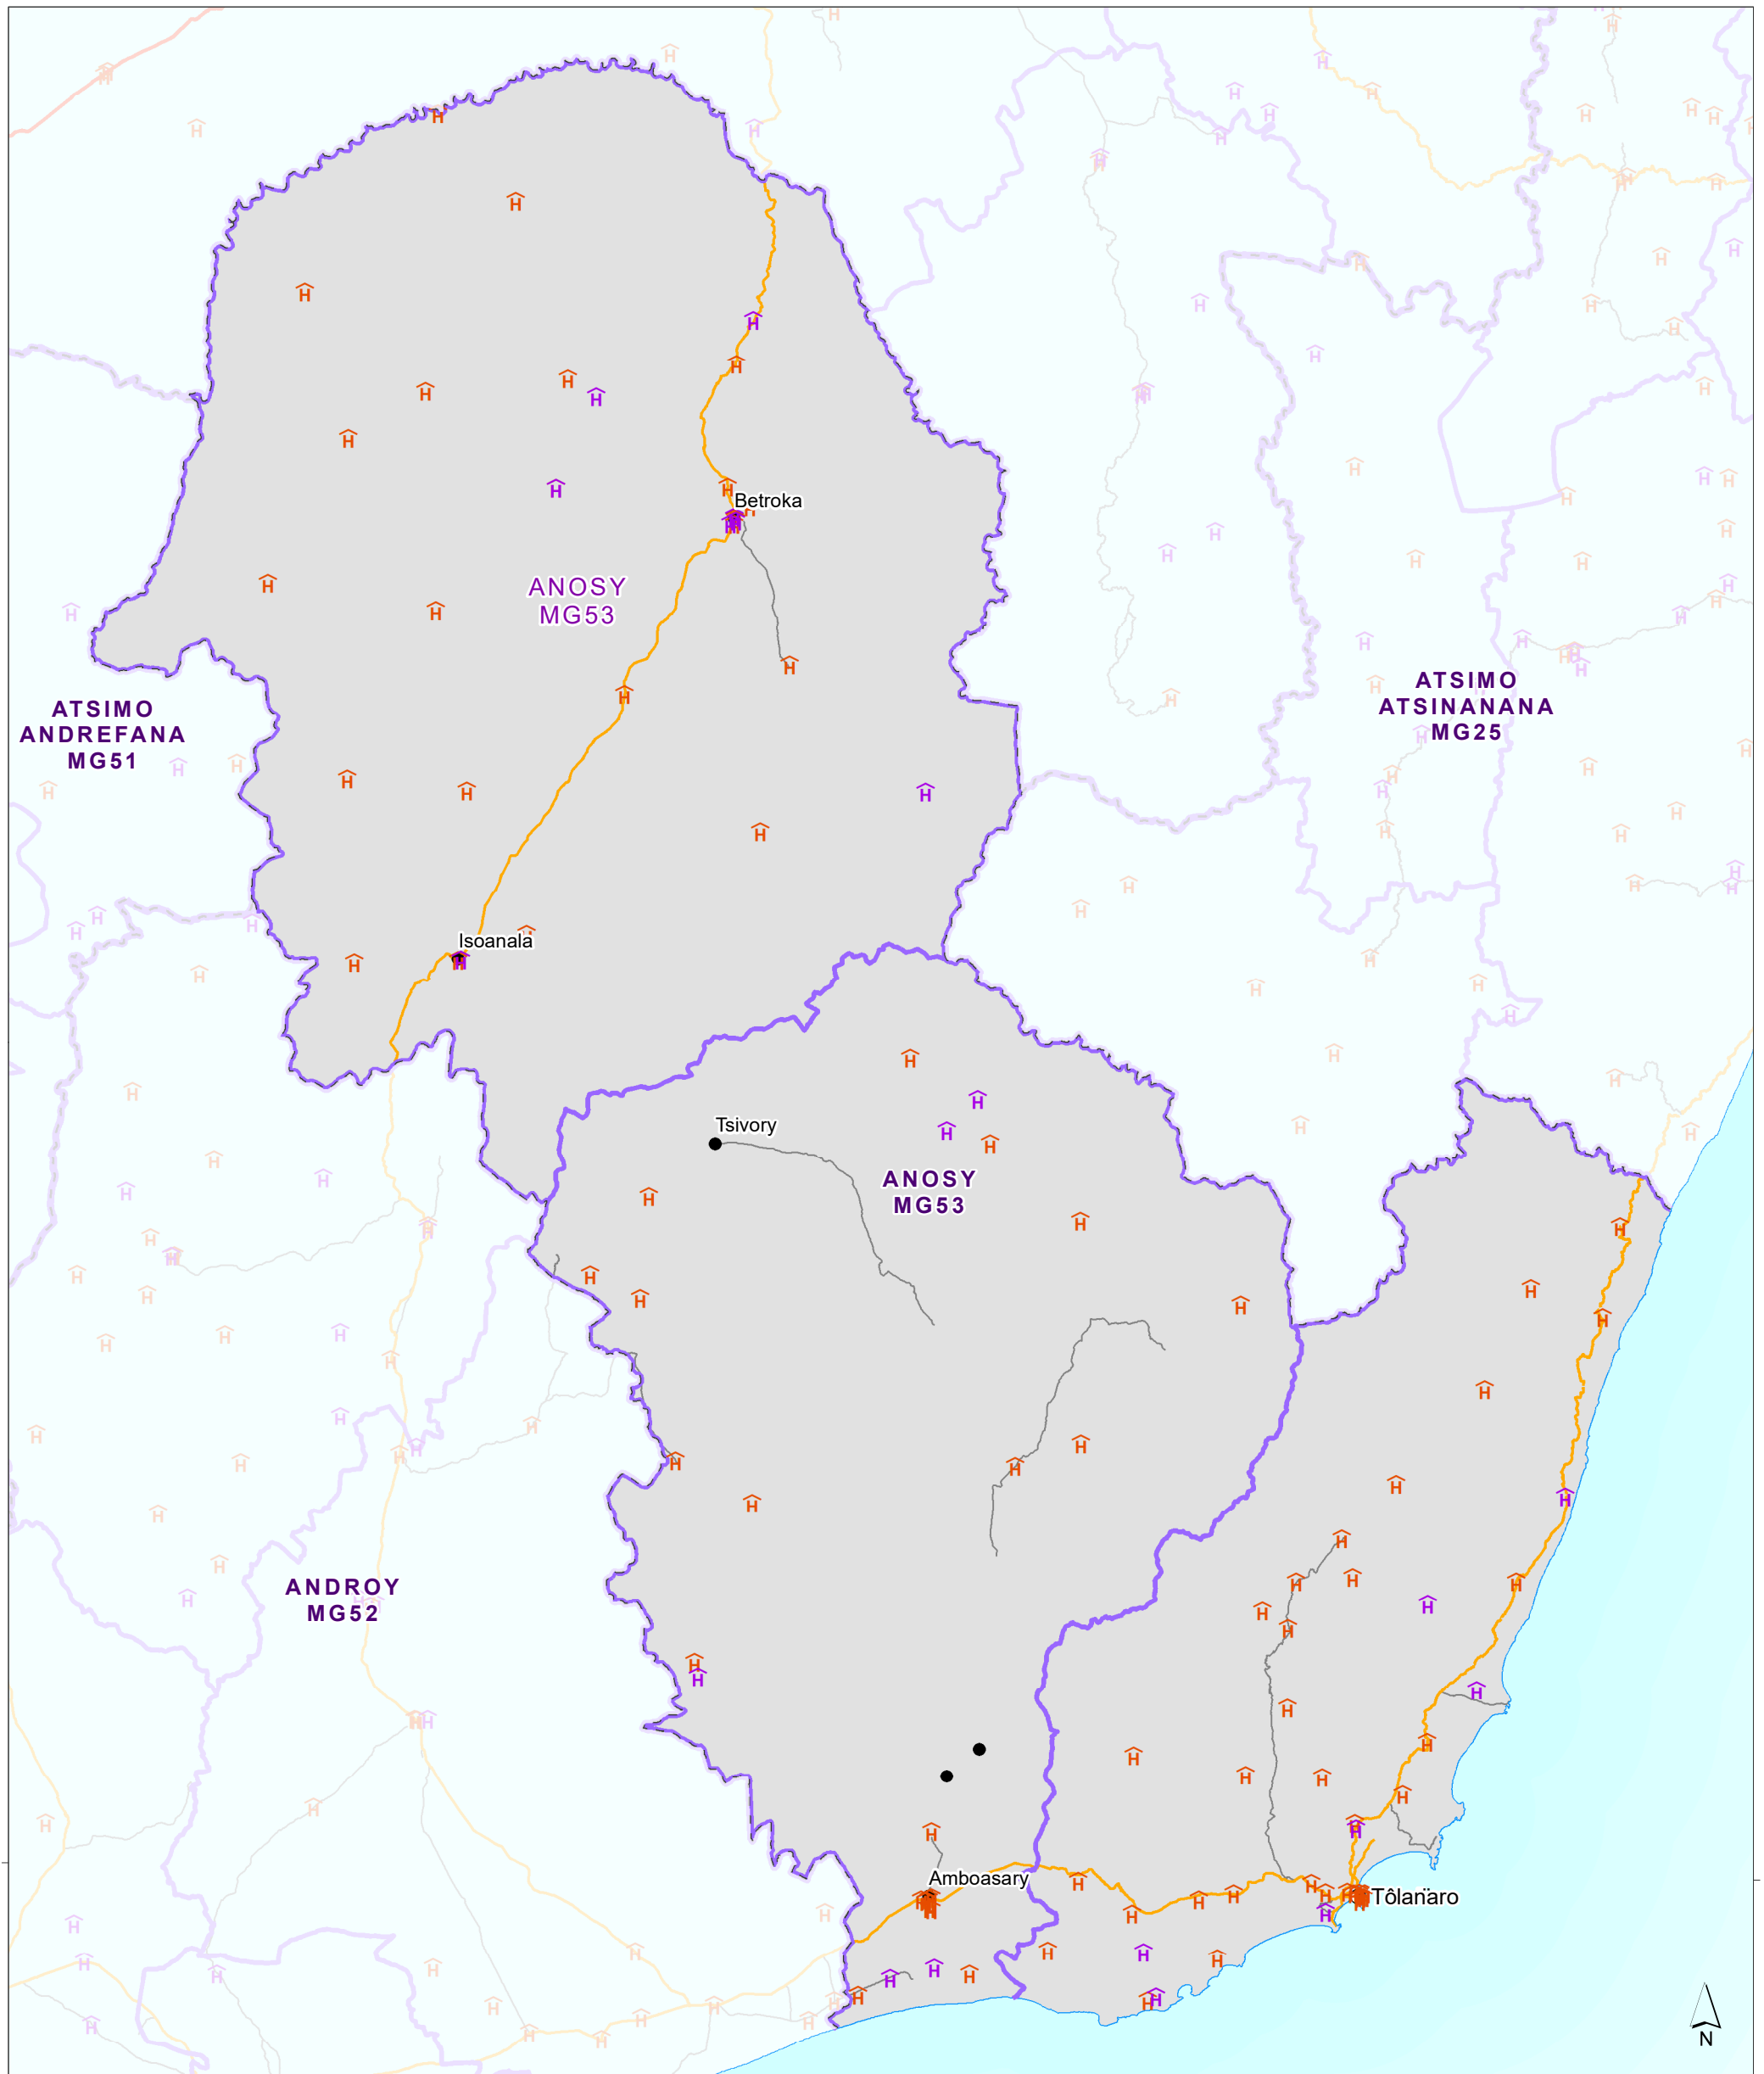 Betroka
ANOSY
MG53
ATSIMO
ANDREFANA
MG51
ATSIMO
ATSINANANA
MG25
Isoanala
Tsivory
ANOSY
MG53
ANDROY
MG52
Amboasary
Tôlan̈aro
N